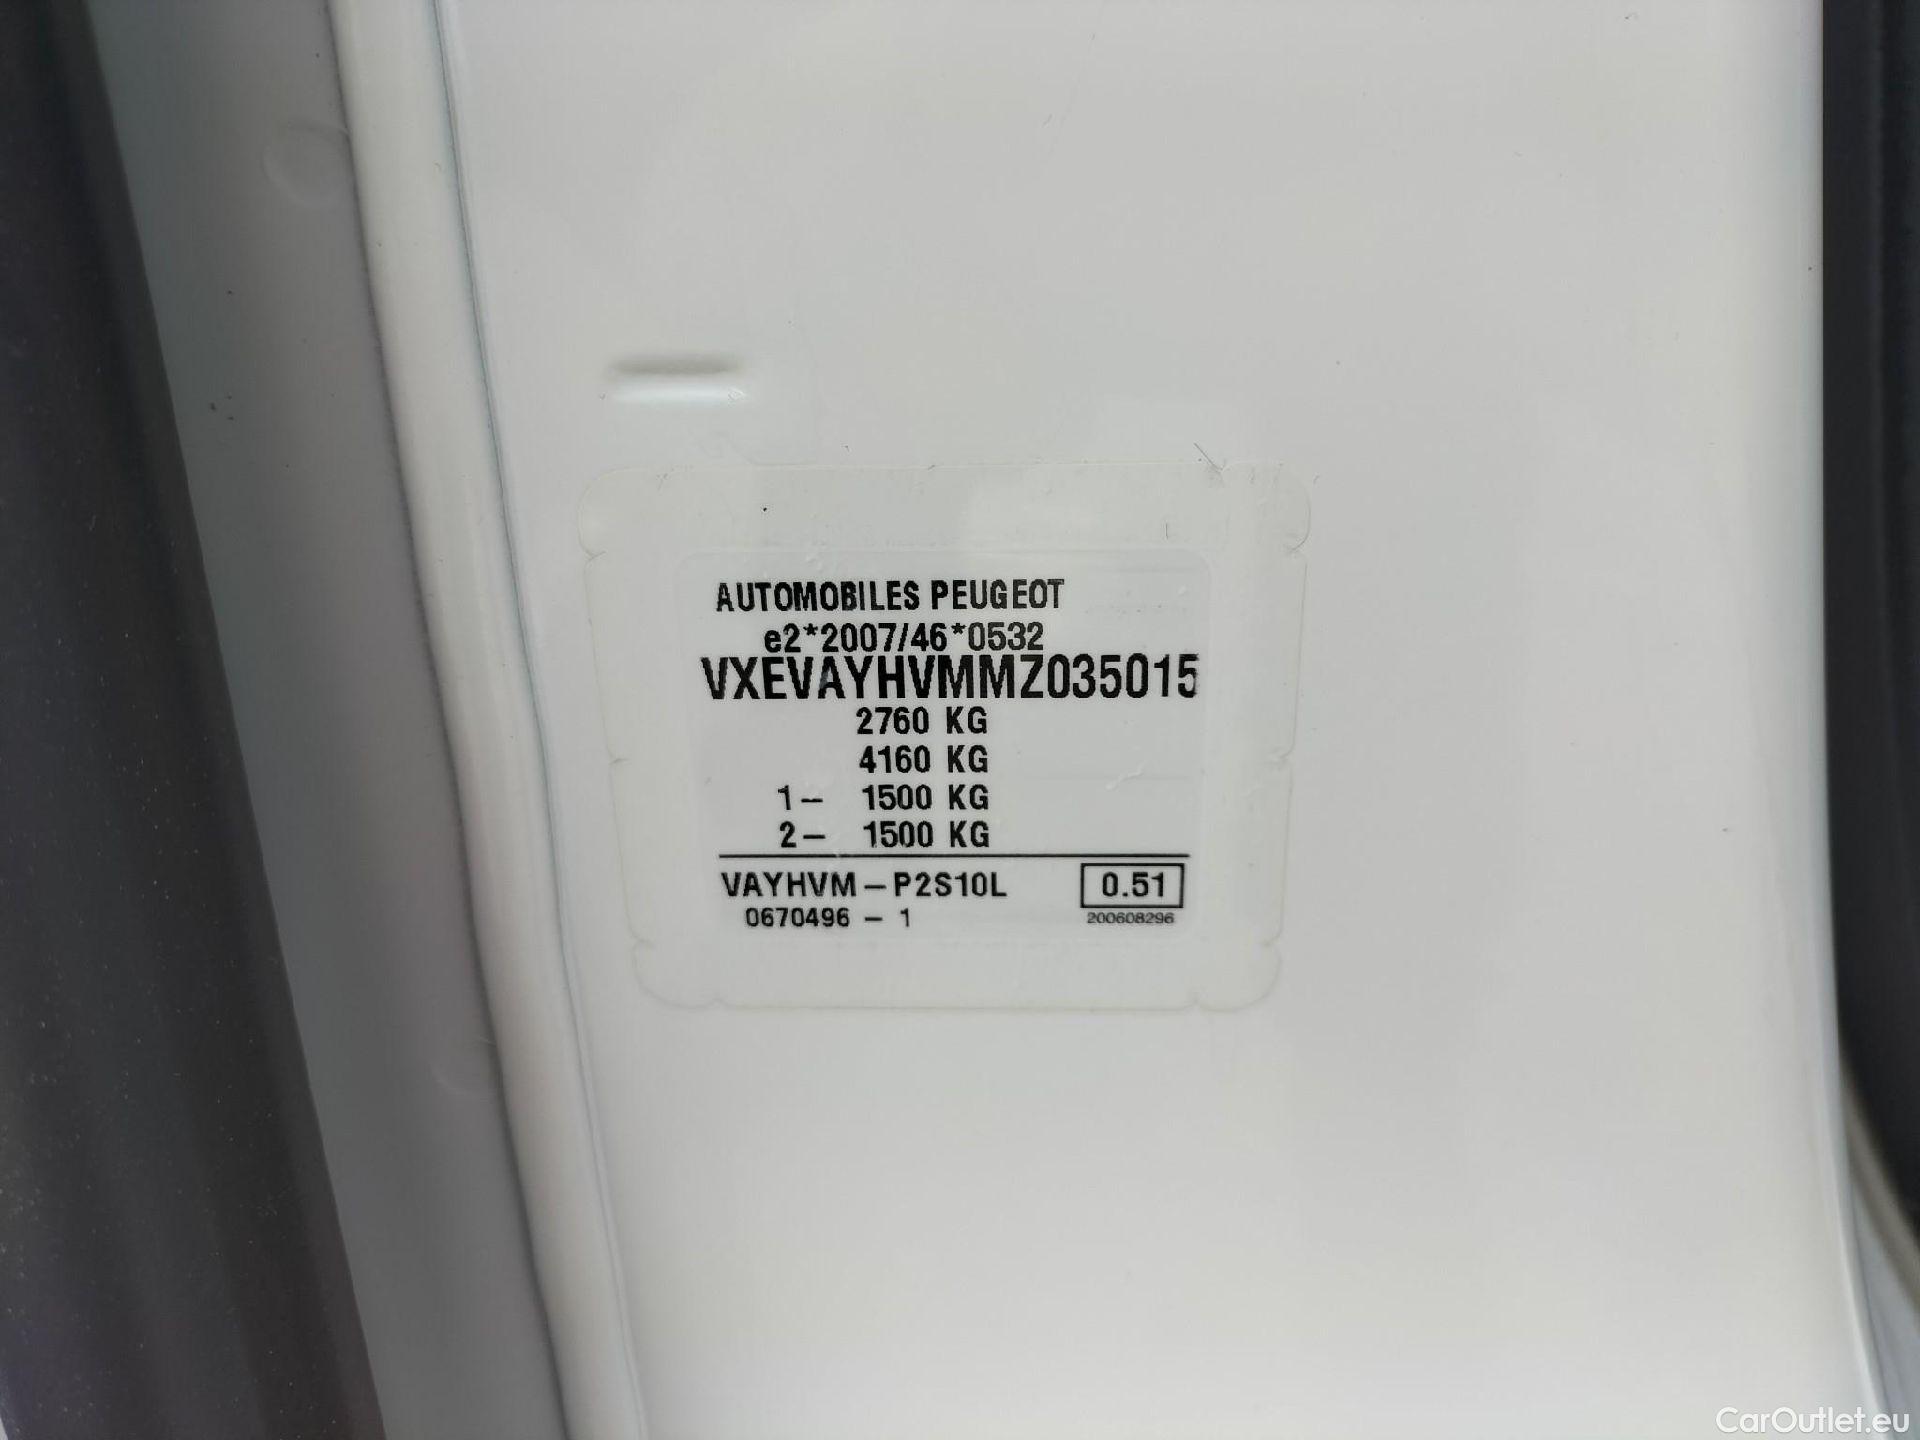 AUTOMOBILES PEUGEOT
e2*2007/46*0532
VXEVAYHVMMZ035015
2760 KG
4160 KG
1- 1500 KG
2- 1500 KG
VAYHVM-P2S10L 0.51
0670496 - 1 200608296
CarOutlet.eu